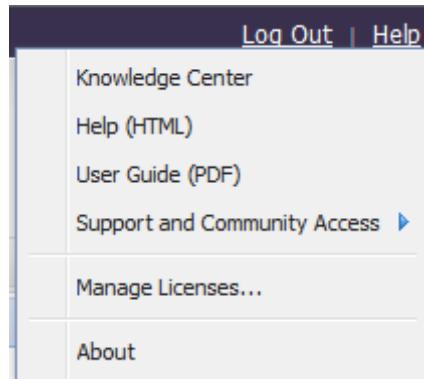 Log Out | Help
Knowledge Center
Help (HTML)
User Guide (PDF)
Support and Community Access
Manage Licenses...
About